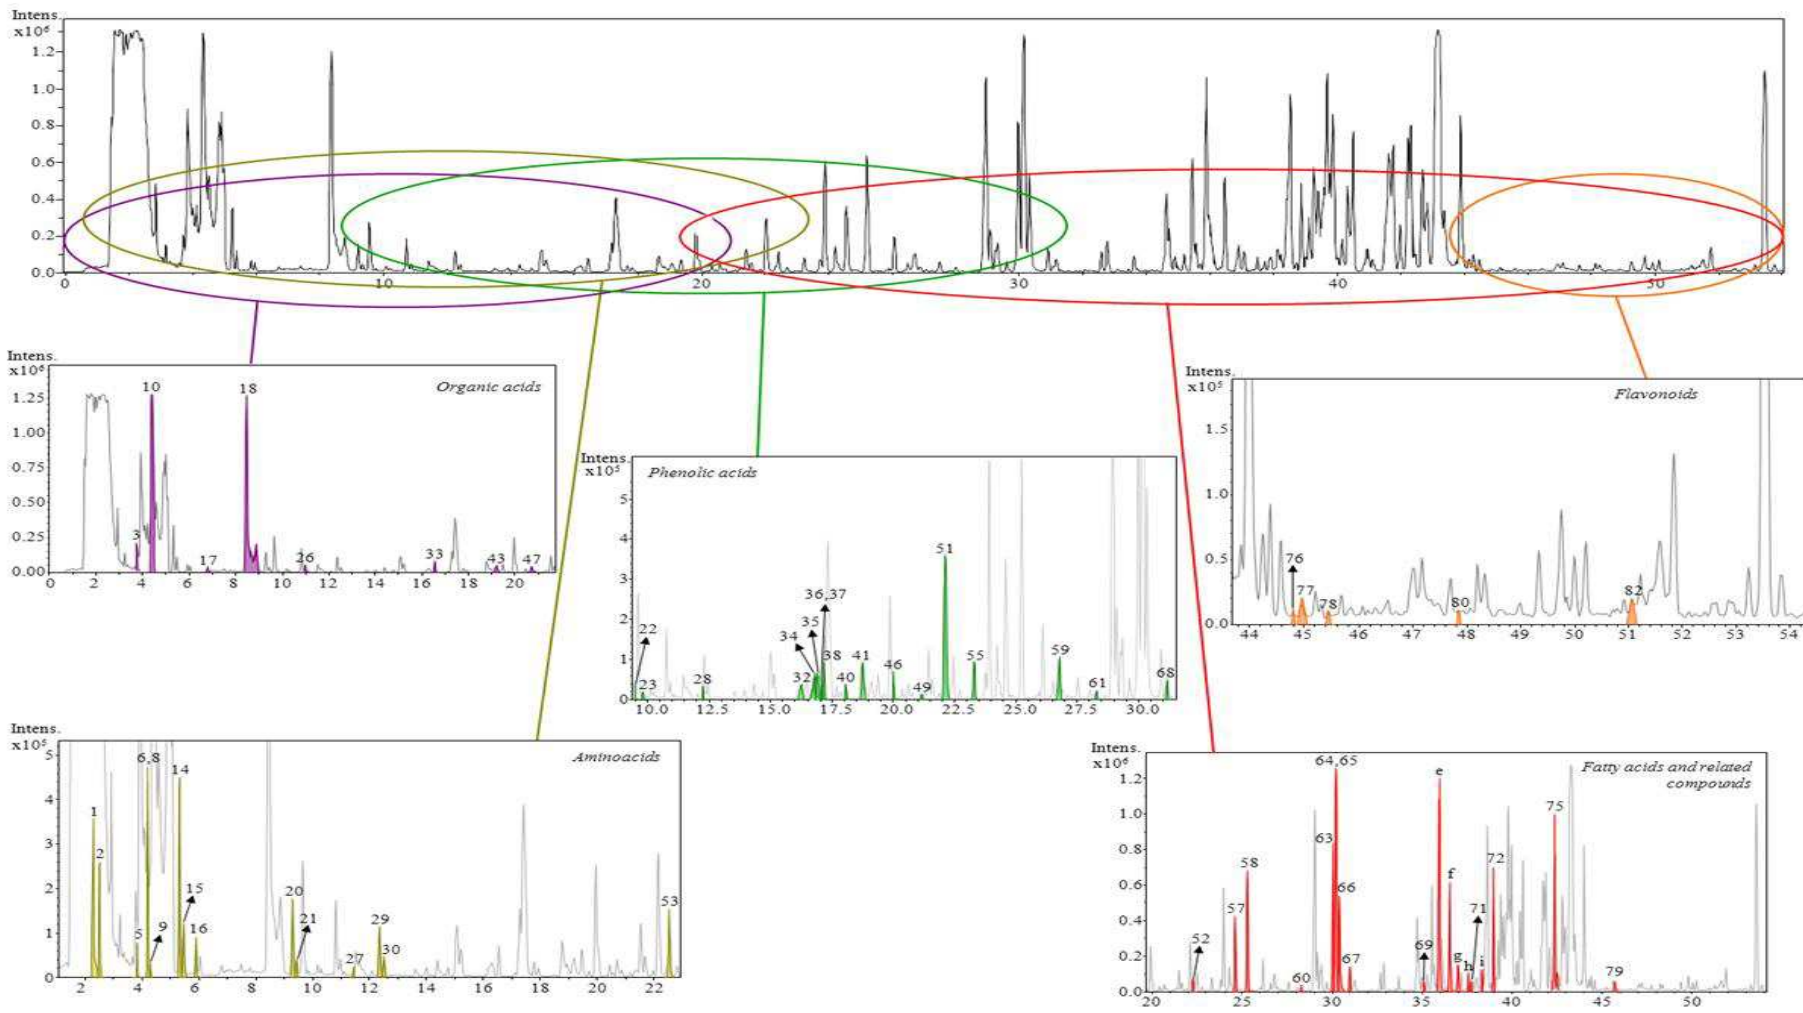 Intens.
x10⁶
1.2
1.0
0.8
0.6
0.4
0.2
0.0
0 10 20 30 40 50
Intens.
x10⁶
Organic acids
1.25
1.00
0.75
0.50
0.25
0.00
10 18
3 17 26 33 43 47
0 2 4 6 8 10 12 14 16 18 20
Intens.
x10⁵
Phenolic acids
5
4
3
2
1
0
22 23 28 34 35 36,37
32 38 40 41 46 49 51 55 59 61 68
10.0 12.5 15.0 17.5 20.0 22.5 25.0 27.5 30.0
Intens.
x10⁵
Flavonoids
1.5
1.0
0.5
0.0
76 77 78 80 82
44 45 46 47 48 49 50 51 52 53 54
Intens.
x10⁵
Aminoacids
5
4
3
2
1
0
1 2 5 6,8 9 14 15 16 20 21 27 29 30 53
2 4 6 8 10 12 14 16 18 20 22
Intens.
x10⁶
Fatty acids and related
compounds
1.2
1.0
0.8
0.6
0.4
0.2
0.0
52 57 58 60 63 64,65 66 67 69 e f g h 71 i 72 75 79
20 25 30 35 40 45 50